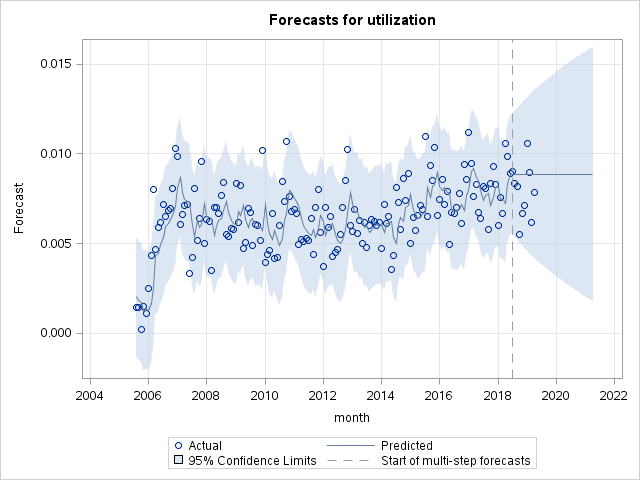 Forecasts for utilization
0.015
0.010
0.005
0.000
Forecast
2004 2006 2008 2010 2012 2014 2016 2018 2020 2022
month
Actual Predicted
95% Confidence Limits Start of multi-step forecasts